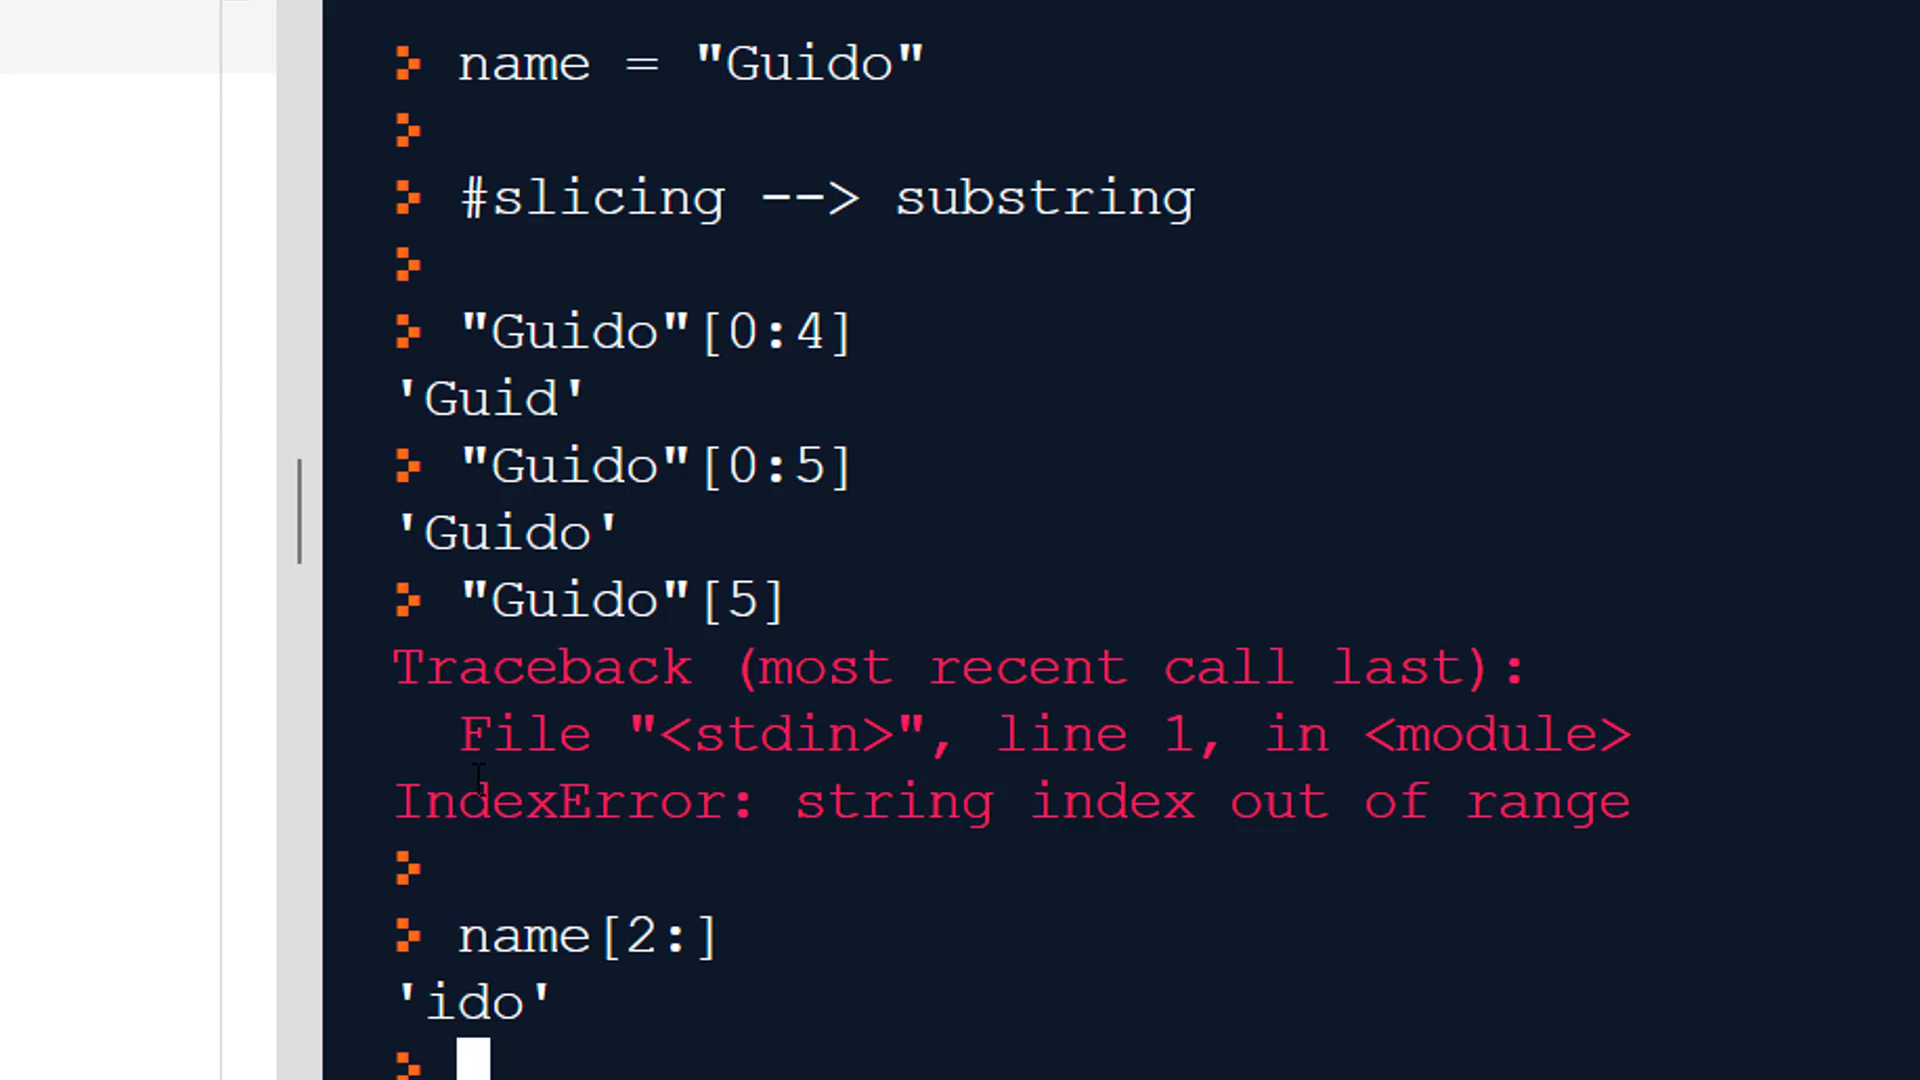 name = "Guido"
#slicing --> substring
"Guido"[0:4]
'Guid'
"Guido"[0:5]
'Guido'
"Guido"[5]
Traceback (most recent call last):
  File "<stdin>", line 1, in <module>
IndexError: string index out of range
name[2:]
'ido'